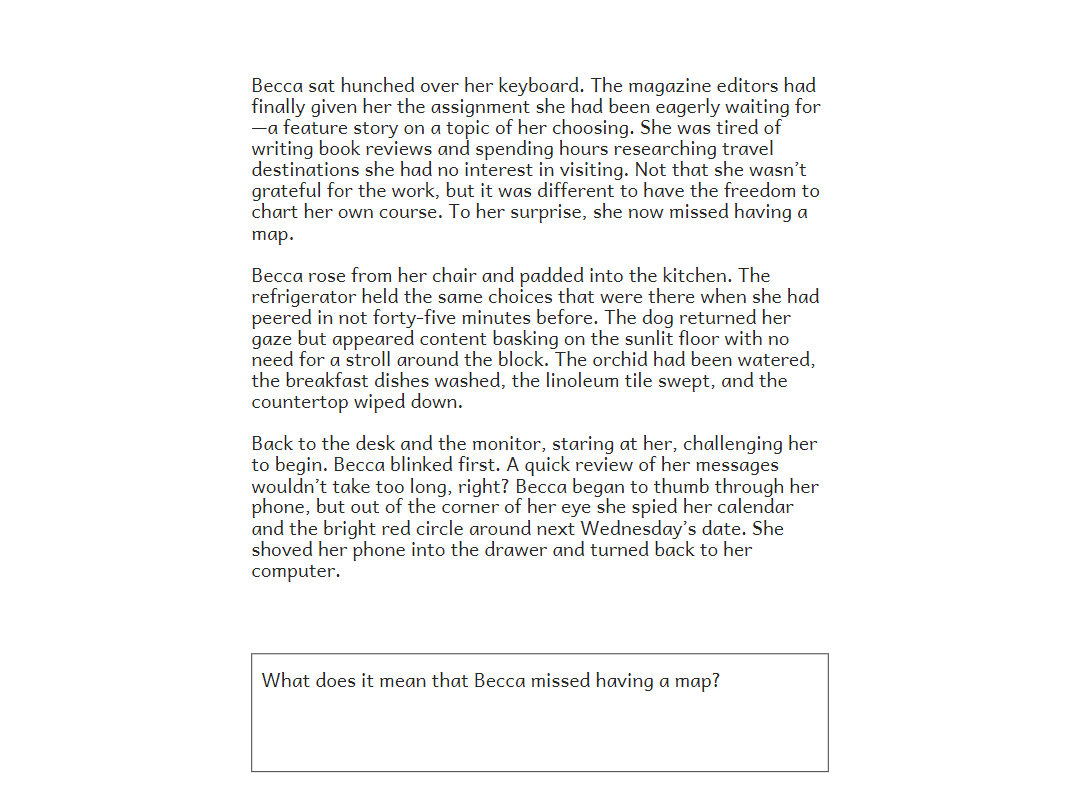 Becca sat hunched over her keyboard. The magazine editors had
finally given her the assignment she had been eagerly waiting for
—a feature story on a topic of her choosing. She was tired of
writing book reviews and spending hours researching travel
destinations she had no interest in visiting. Not that she wasn’t
grateful for the work, but it was different to have the freedom to
chart her own course. To her surprise, she now missed having a
map.
Becca rose from her chair and padded into the kitchen. The
refrigerator held the same choices that were there when she had
peered in not forty-five minutes before. The dog returned her
gaze but appeared content basking on the sunlit floor with no
need for a stroll around the block. The orchid had been watered,
the breakfast dishes washed, the linoleum tile swept, and the
countertop wiped down.
Back to the desk and the monitor, staring at her, challenging her
to begin. Becca blinked first. A quick review of her messages
wouldn’t take too long, right? Becca began to thumb through her
phone, but out of the corner of her eye she spied her calendar
and the bright red circle around next Wednesday’s date. She
shoved her phone into the drawer and turned back to her
computer.
What does it mean that Becca missed having a map?